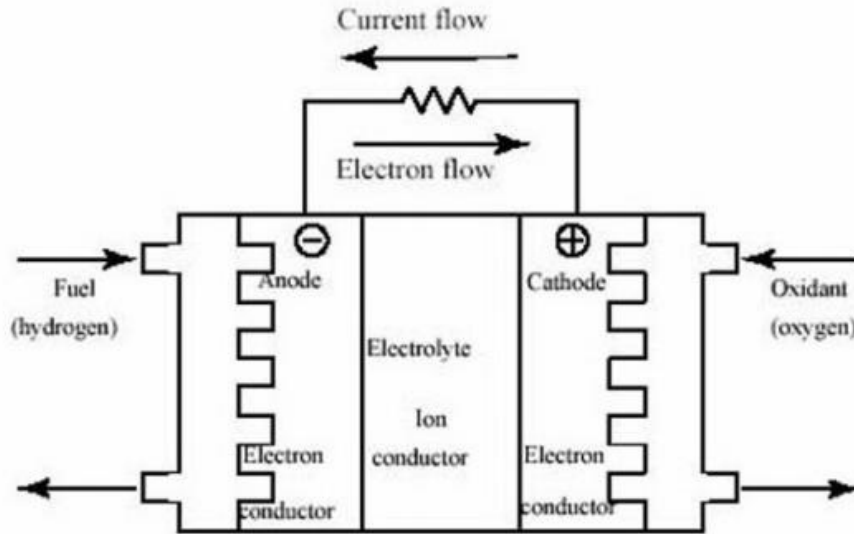 Current flow
Electron flow
⊖
⊕
Anode
Cathode
Fuel
(hydrogen)
Oxidant
(oxygen)
Electrolyte
Ion
conductor
Electron
conductor
Electron
conductor